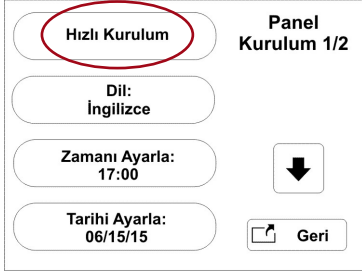 Hızlı Kurulum
Panel
Kurulum 1/2
Dil:
İngilizce
Zamanı Ayarla:
17:00
Tarihi Ayarla:
06/15/15
Geri